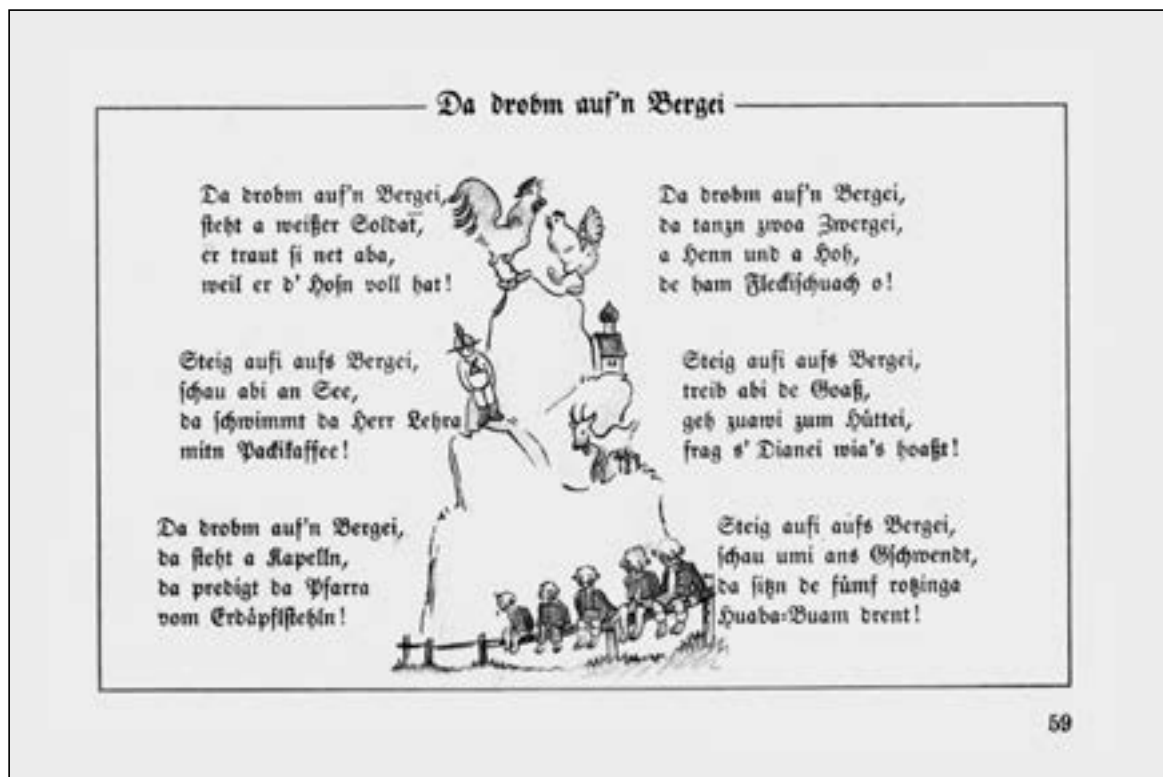 Da drobm auf'n Bergei
Da drobm auf'n Bergei,
steht a weißer Soldat,
er traut si net aba,
weil er d' Hosn voll hat!
Steig aufi aufs Bergei,
schau abi an See,
da schwimmt da Herr Lehra
mitn Packikaffee!
Da drobm auf'n Bergei,
da steht a Kapelln,
da predigt da Pfarra
vom Erdåpflstehln!
Da drobm auf'n Bergei,
da tanzn zwoa Zwergei,
a Henn und a Hoh,
de ham Fleckischuach o!
Steig aufi aufs Bergei,
treib abi de Goaß,
geh zuawi zum Hüttei,
frag s' Dianei wia's hoaßt!
Steig aufi aufs Bergei,
schau umi ans Gschwendt,
da sitzn de fümf rotzinga
Huaba-Buam drent!
59